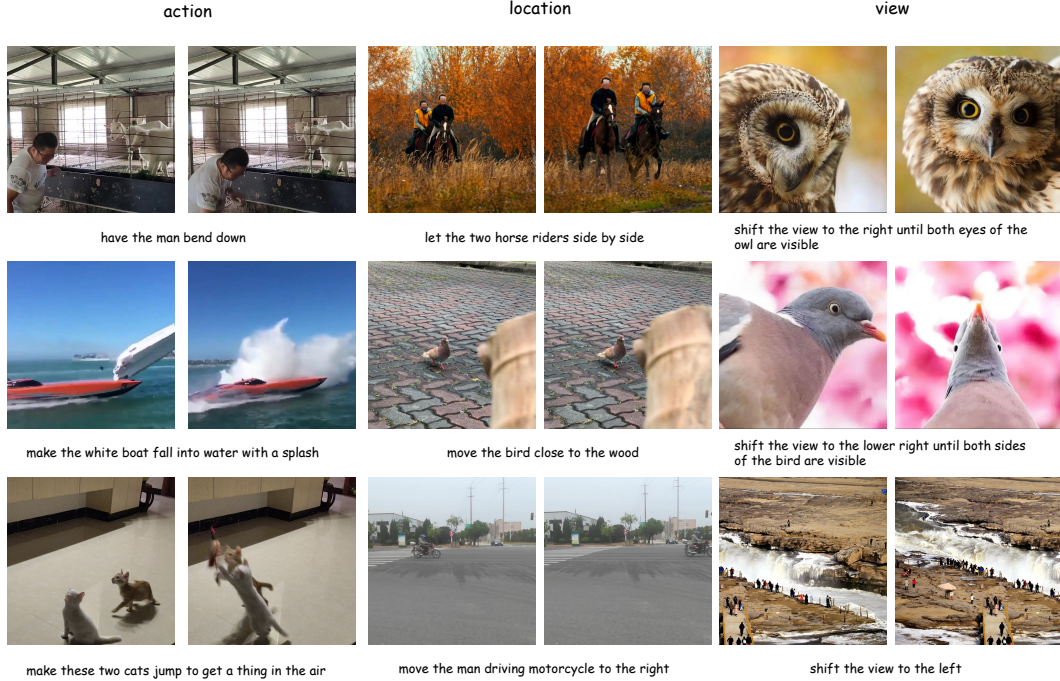 action
location
view
have the man bend down
let the two horse riders side by side
shift the view to the right until both eyes of the
owl are visible
make the white boat fall into water with a splash
move the bird close to the wood
shift the view to the lower right until both sides
of the bird are visible
make these two cats jump to get a thing in the air
move the man driving motorcycle to the right
shift the view to the left